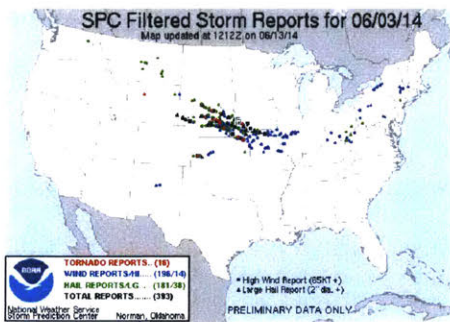 SPC Filtered Storm Reports for 06/03/14
Map updated at 1212Z on 06/13/14
TORNADO REPORTS.. (16)
WIND REPORTS/HI...... (196/14)
HAIL REPORTS/LG.... (181/38)
TOTAL REPORTS....... (393)
National Weather Service
Storm Prediction Center Norman, Oklahoma
High Wind Report (65KT +)
Large Hail Report (2" dia. +)
PRELIMINARY DATA ONLY
NOAA